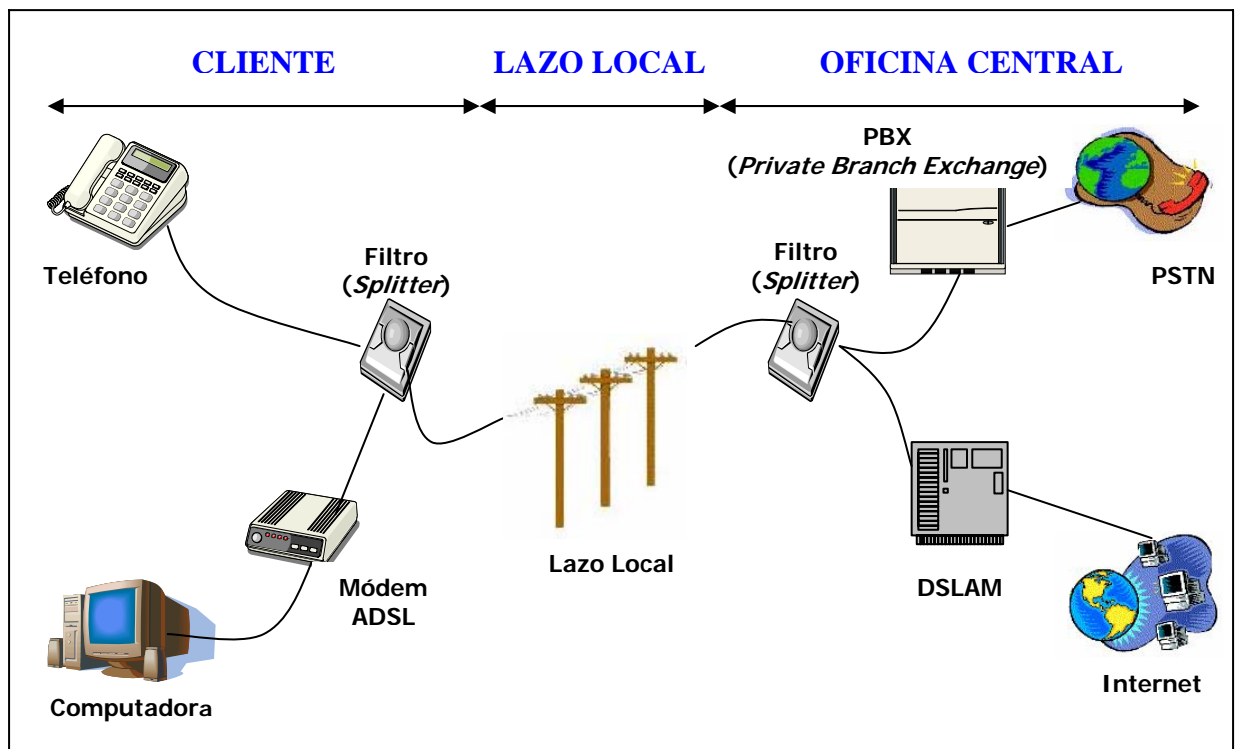 CLIENTE
LAZO LOCAL
OFICINA CENTRAL
PBX
(Private Branch Exchange)
Teléfono
Filtro
(Splitter)
Filtro
(Splitter)
PSTN
Lazo Local
Módem
ADSL
DSLAM
Computadora
Internet